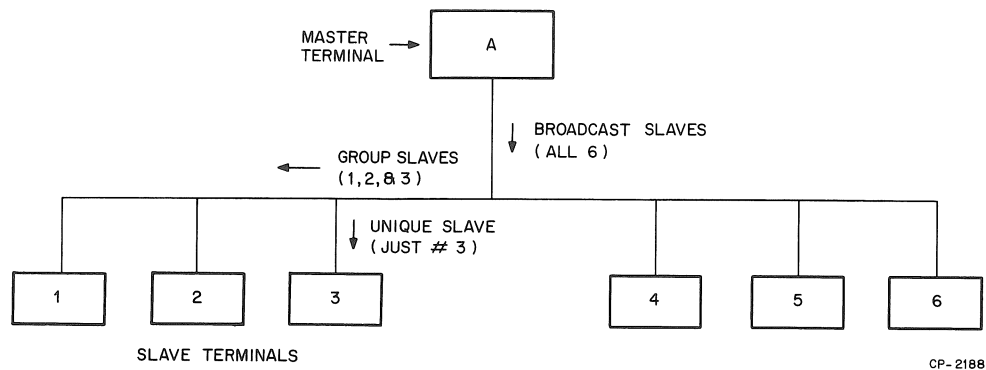 MASTER
TERMINAL
A
BROADCAST SLAVES
(ALL 6)
GROUP SLAVES
(1,2,& 3)
UNIQUE SLAVE
(JUST # 3)
1
2
3
4
5
6
SLAVE TERMINALS
CP-2188